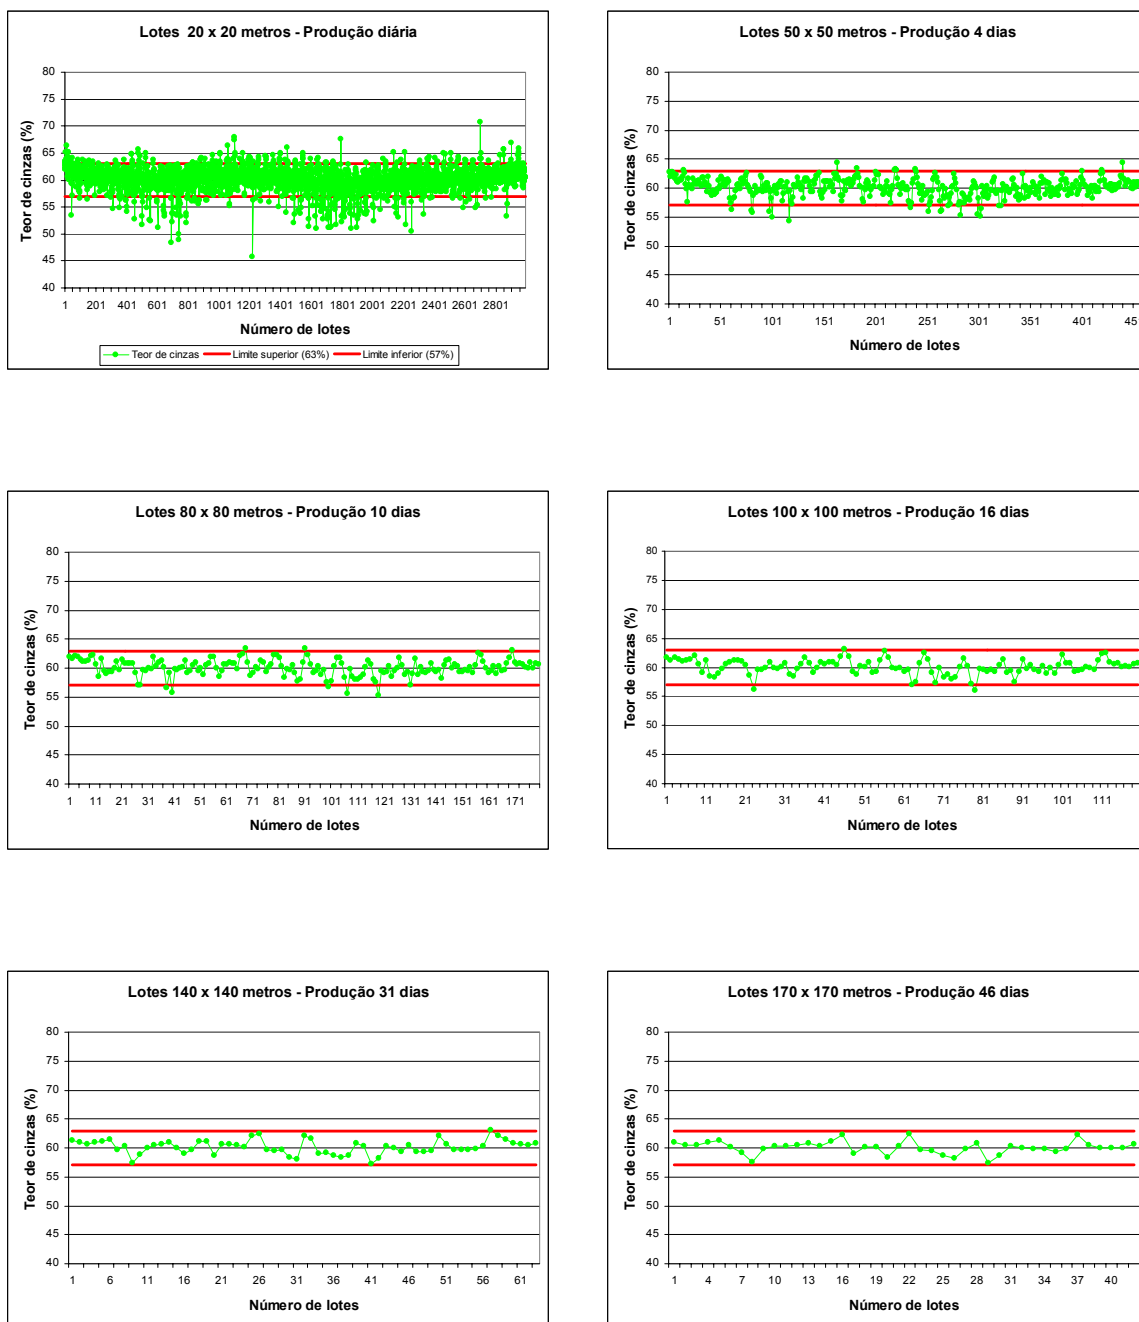 Lotes 20 x 20 metros - Produção diária
Teor de cinzas (%)
80
75
70
65
60
55
50
45
40
1 201 401 601 801 1001 1201 1401 1601 1801 2001 2201 2401 2601 2801
Número de lotes
Teor de cinzas Limite superior (63%) Limite inferior (57%)
Lotes 50 x 50 metros - Produção 4 dias
Teor de cinzas (%)
80
75
70
65
60
55
50
45
40
1 51 101 151 201 251 301 351 401 45
Número de lotes
Lotes 80 x 80 metros - Produção 10 dias
Teor de cinzas (%)
80
75
70
65
60
55
50
45
40
1 11 21 31 41 51 61 71 81 91 101 111 121 131 141 151 161 171
Número de lotes
Lotes 100 x 100 metros - Produção 16 dias
Teor de cinzas (%)
80
75
70
65
60
55
50
45
40
1 11 21 31 41 51 61 71 81 91 101 111
Número de lotes
Lotes 140 x 140 metros - Produção 31 dias
Teor de cinzas (%)
80
75
70
65
60
55
50
45
40
1 6 11 16 21 26 31 36 41 46 51 56 61
Número de lotes
Lotes 170 x 170 metros - Produção 46 dias
Teor de cinzas (%)
80
75
70
65
60
55
50
45
40
1 4 7 10 13 16 19 22 25 28 31 34 37 40
Número de lotes